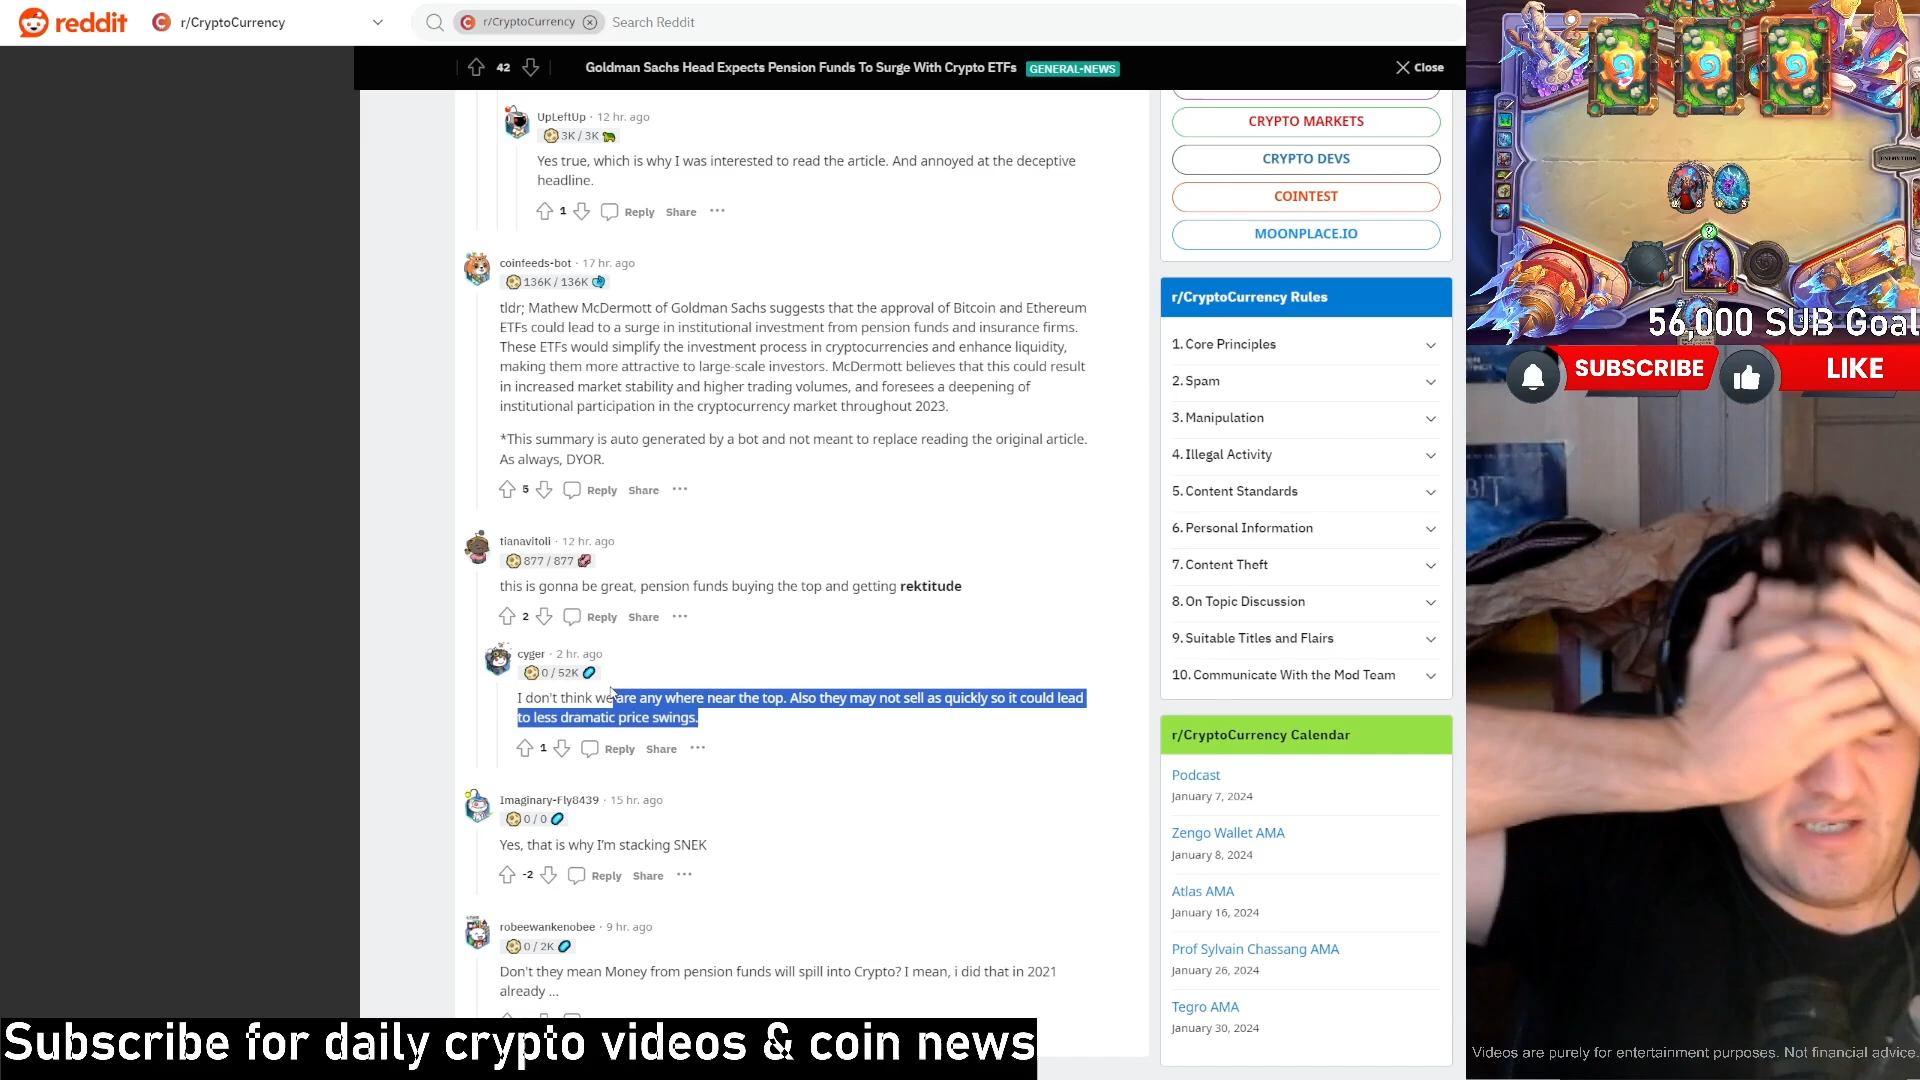 reddit
r/CryptoCurrency
r/CryptoCurrency
Search Reddit
42
Goldman Sachs Head Expects Pension Funds To Surge With Crypto ETFs
GENERAL-NEWS
Close
UpLeftUp · 12 hr. ago
3K / 3K
Yes true, which is why I was interested to read the article. And annoyed at the deceptive
headline.
1
Reply
Share
coinfeeds-bot · 17 hr. ago
136K / 136K
tldr; Mathew McDermott of Goldman Sachs suggests that the approval of Bitcoin and Ethereum
ETFs could lead to a surge in institutional investment from pension funds and insurance firms.
These ETFs would simplify the investment process in cryptocurrencies and enhance liquidity,
making them more attractive to large-scale investors. McDermott believes that this could result
in increased market stability and higher trading volumes, and foresees a deepening of
institutional participation in the cryptocurrency market throughout 2023.
*This summary is auto generated by a bot and not meant to replace reading the original article.
As always, DYOR.
5
Reply
Share
tianavitoli · 12 hr. ago
877 / 877
this is gonna be great, pension funds buying the top and getting rektitude
2
Reply
Share
cyger · 2 hr. ago
0 / 52K
I don't think we are any where near the top. Also they may not sell as quickly so it could lead
to less dramatic price swings.
1
Reply
Share
Imaginary-Fly8439 · 15 hr. ago
0 / 0
Yes, that is why I'm stacking SNEK
-2
Reply
Share
robeewankenobee · 9 hr. ago
0 / 2K
Don't they mean Money from pension funds will spill into Crypto? I mean, i did that in 2021
already ...
CRYPTO MARKETS
CRYPTO DEVS
COINTEST
MOONPLACE.IO
r/CryptoCurrency Rules
1. Core Principles
2. Spam
3. Manipulation
4. Illegal Activity
5. Content Standards
6. Personal Information
7. Content Theft
8. On Topic Discussion
9. Suitable Titles and Flairs
10. Communicate With the Mod Team
r/CryptoCurrency Calendar
Podcast
January 7, 2024
Zengo Wallet AMA
January 8, 2024
Atlas AMA
January 16, 2024
Prof Sylvain Chassang AMA
January 26, 2024
Tegro AMA
January 30, 2024
56,000 SUB Goal
SUBSCRIBE
LIKE
Subscribe for daily crypto videos & coin news
Videos are purely for entertainment purposes. Not financial advice.